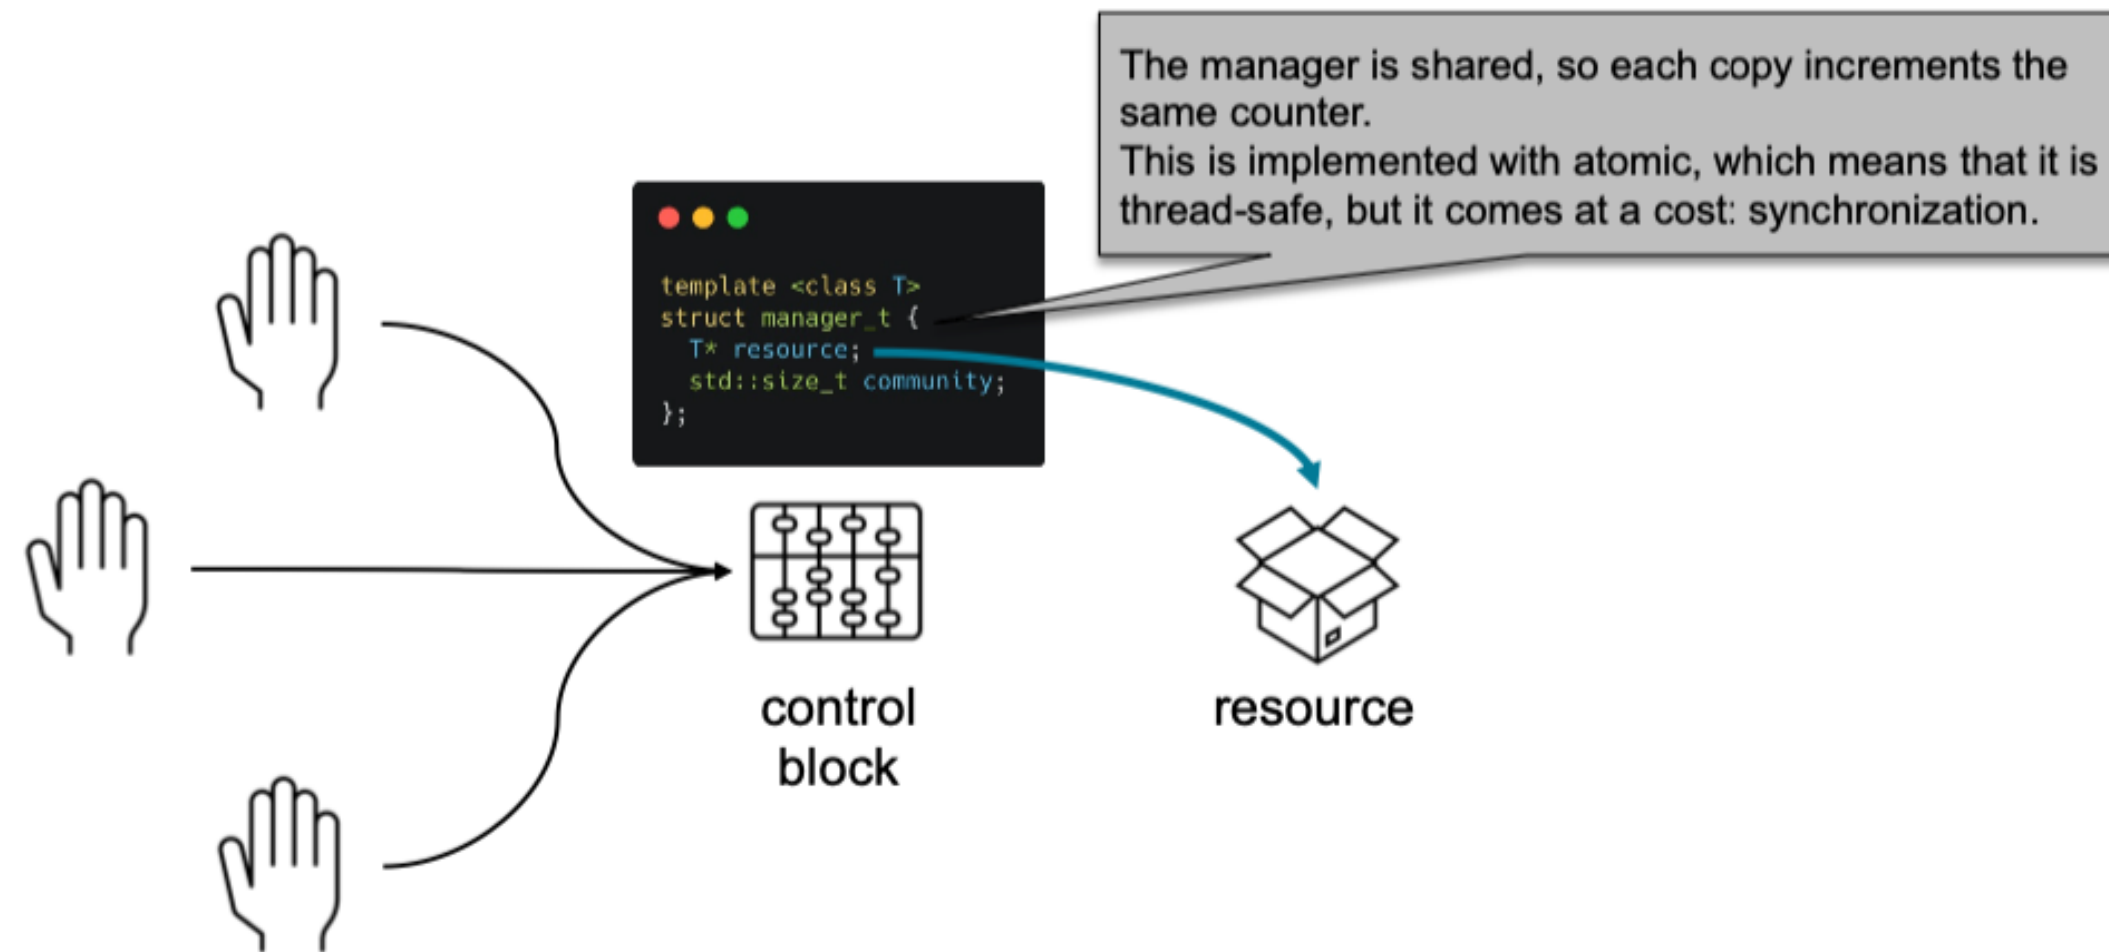 The manager is shared, so each copy increments the
same counter.
This is implemented with atomic, which means that it is
thread-safe, but it comes at a cost: synchronization.
template <class T>
struct manager_t {
  T* resource;
  std::size_t community;
};
control
block
resource